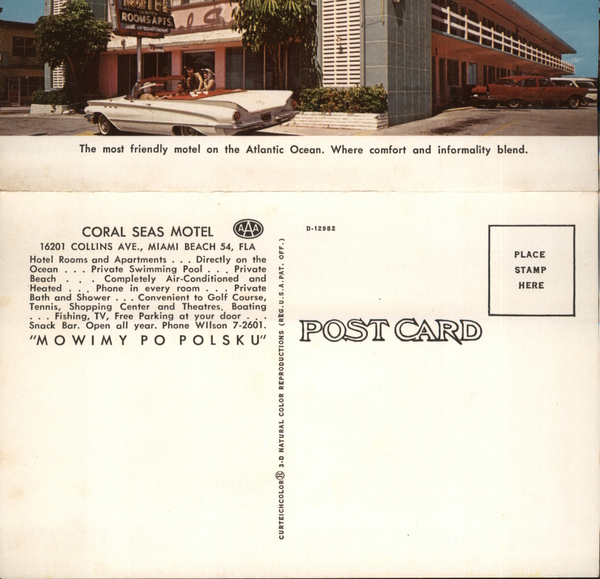 MOTEL
ROOMS APTS.
The most friendly motel on the Atlantic Ocean. Where comfort and informality blend.
CORAL SEAS MOTEL AAA
16201 COLLINS AVE., MIAMI BEACH 54, FLA
Hotel Rooms and Apartments . . . Directly on the
Ocean . . . Private Swimming Pool . . . Private
Beach . . . Completely Air-Conditioned and
Heated . . . Phone in every room . . . Private
Bath and Shower . . . Convenient to Golf Course,
Tennis, Shopping Center and Theatres, Boating
. . . Fishing, TV, Free Parking at your door . . .
Snack Bar. Open all year. Phone WIlson 7-2601.
"MOWIMY PO POLSKU"
CURTEICHCOLOR® 3-D NATURAL COLOR REPRODUCTIONS (REG.U.S.A.PAT. OFF.)
D-12982
POST CARD
PLACE
STAMP
HERE